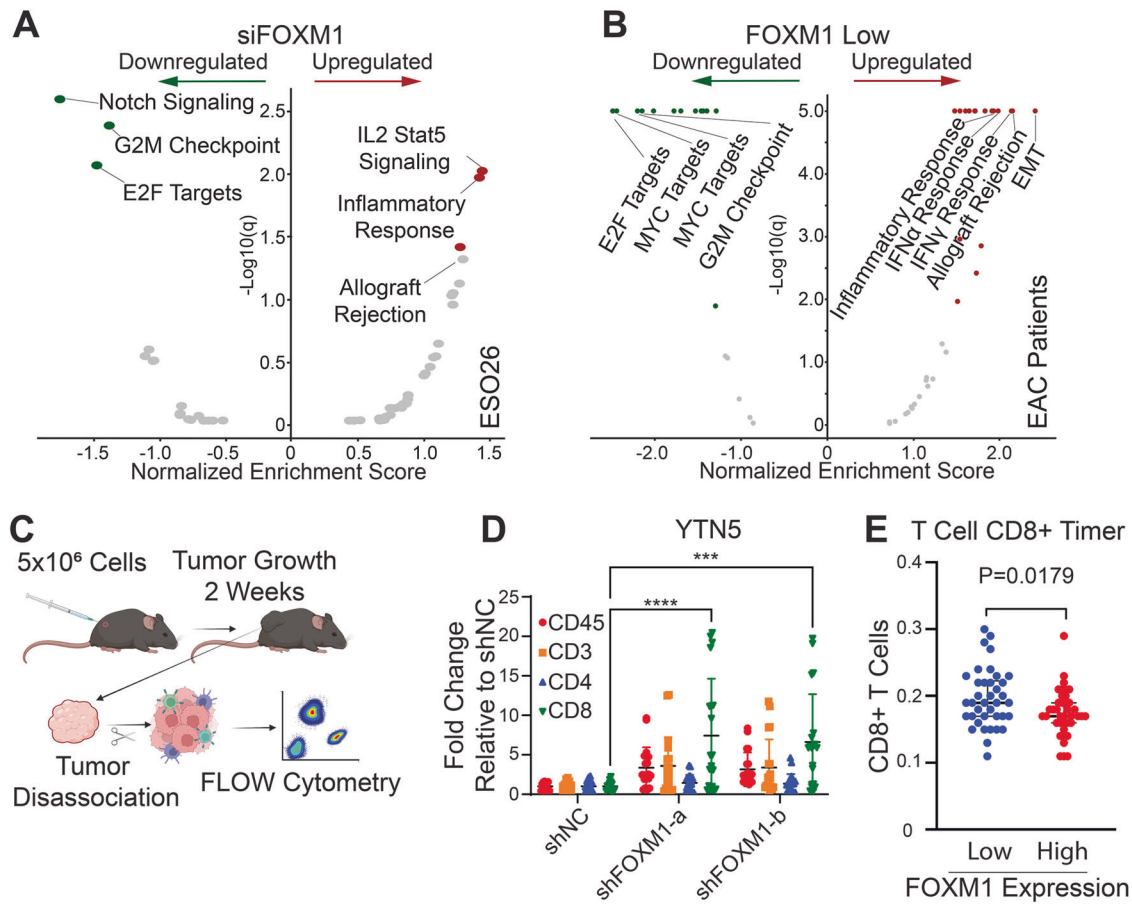 A
siFOXM1
Downregulated
Upregulated
Notch Signaling
G2M Checkpoint
E2F Targets
IL2 Stat5
Signaling
Inflammatory
Response
Allograft
Rejection
-Log10(q)
2.5
2.0
1.5
1.0
0.5
0
ESO26
-1.5
-1.0
-0.5
0
0.5
1.0
1.5
Normalized Enrichment Score
B
FOXM1 Low
Downregulated
Upregulated
E2F Targets
MYC Targets
MYC Targets
G2M Checkpoint
Inflammatory Response
IFNα Response
IFNγ Response
Allograft Rejection
EMT
-Log10(q)
5.0
4.0
3.0
2.0
1.0
0
EAC Patients
-2.0
-1.0
0
1.0
2.0
Normalized Enrichment Score
C
5x10⁶ Cells
Tumor Growth
2 Weeks
Tumor
Disassociation
FLOW Cytometry
D
YTN5
***
****
CD45
CD3
CD4
CD8
Fold Change
Relative to shNC
25
20
15
10
5
0
shNC
shFOXM1-a
shFOXM1-b
E
T Cell CD8+ Timer
P=0.0179
CD8+ T Cells
0.4
0.3
0.2
0.1
0
Low
High
FOXM1 Expression